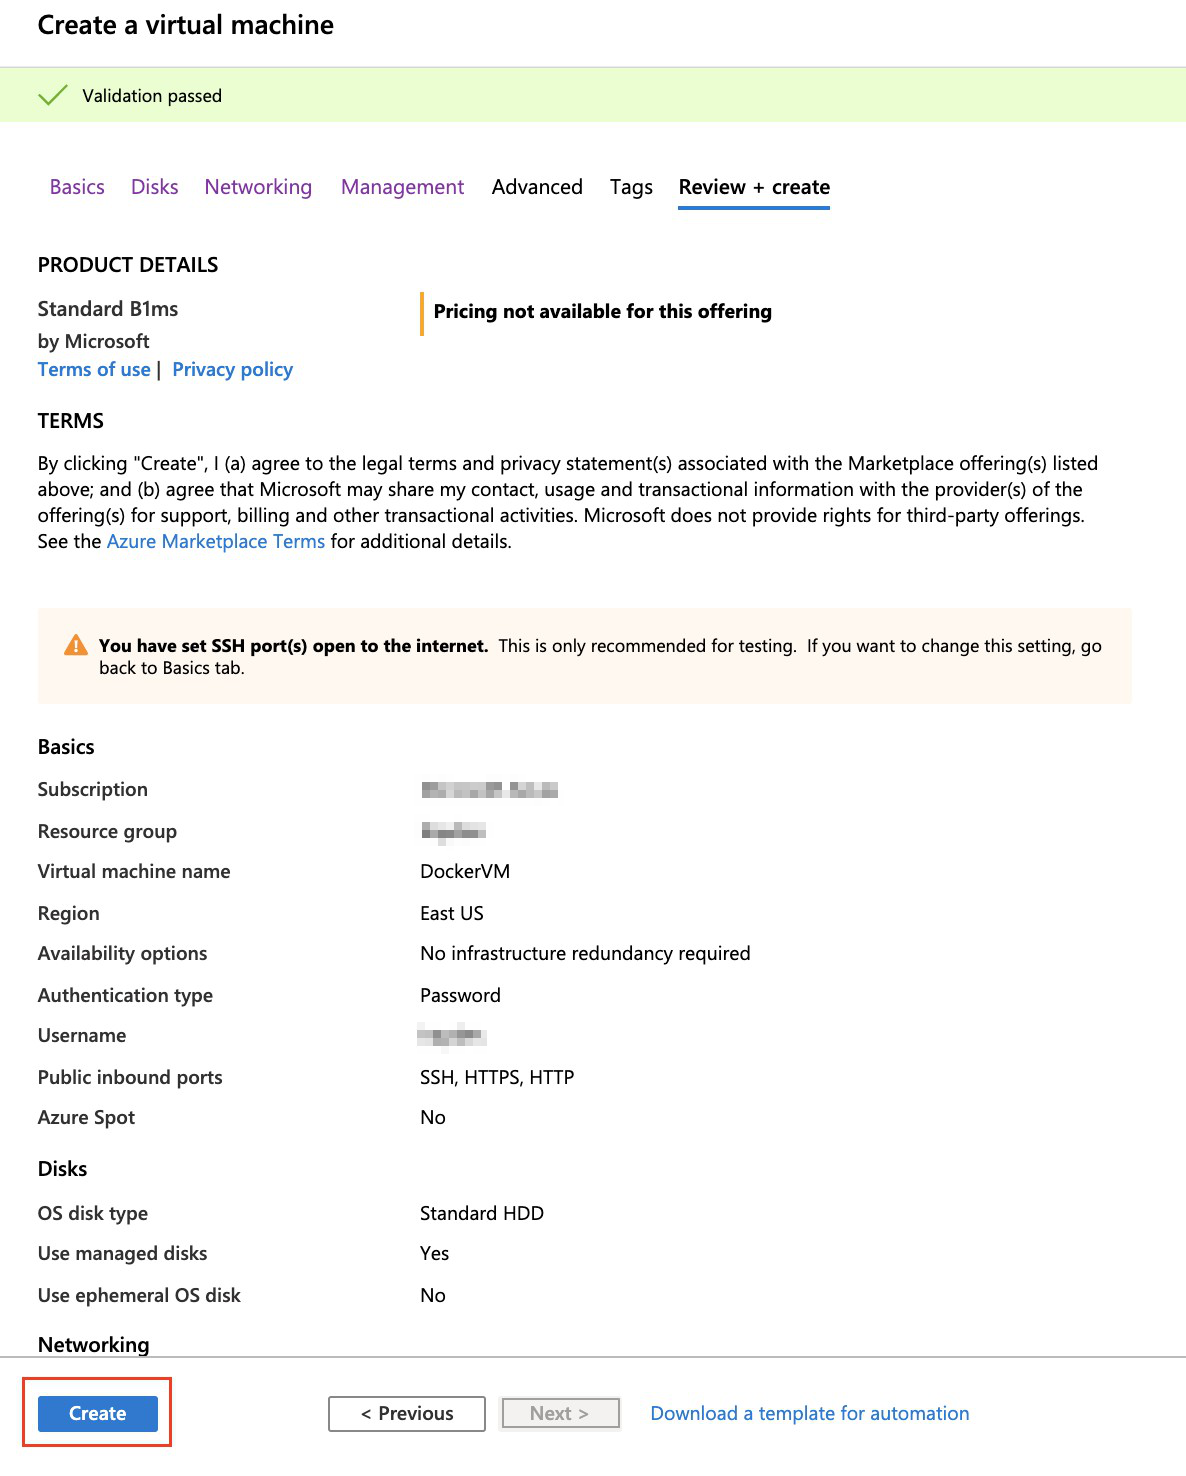 Create a virtual machine
Validation passed
Basics Disks Networking Management Advanced Tags Review + create
PRODUCT DETAILS
Standard B1ms
Pricing not available for this offering
by Microsoft
Terms of use | Privacy policy
TERMS
By clicking "Create", I (a) agree to the legal terms and privacy statement(s) associated with the Marketplace offering(s) listed
above; and (b) agree that Microsoft may share my contact, usage and transactional information with the provider(s) of the
offering(s) for support, billing and other transactional activities. Microsoft does not provide rights for third-party offerings.
See the Azure Marketplace Terms for additional details.
You have set SSH port(s) open to the internet. This is only recommended for testing. If you want to change this setting, go
back to Basics tab.
Basics
Subscription
Resource group
Virtual machine name DockerVM
Region East US
Availability options No infrastructure redundancy required
Authentication type Password
Username
Public inbound ports SSH, HTTPS, HTTP
Azure Spot No
Disks
OS disk type Standard HDD
Use managed disks Yes
Use ephemeral OS disk No
Networking
Create < Previous Next > Download a template for automation